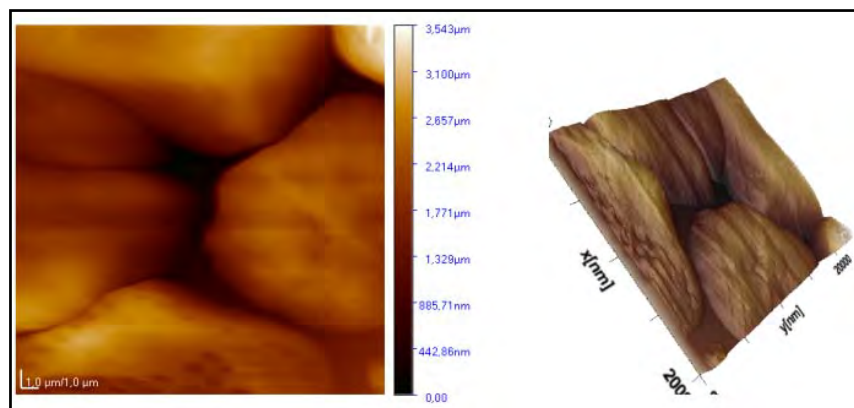 3,543μm
3,100μm
2,657μm
2,214μm
1,771μm
1,329μm
885,71nm
442,86nm
0,00
1,0 μm/1,0 μm
x[nm]
y[nm]
20000